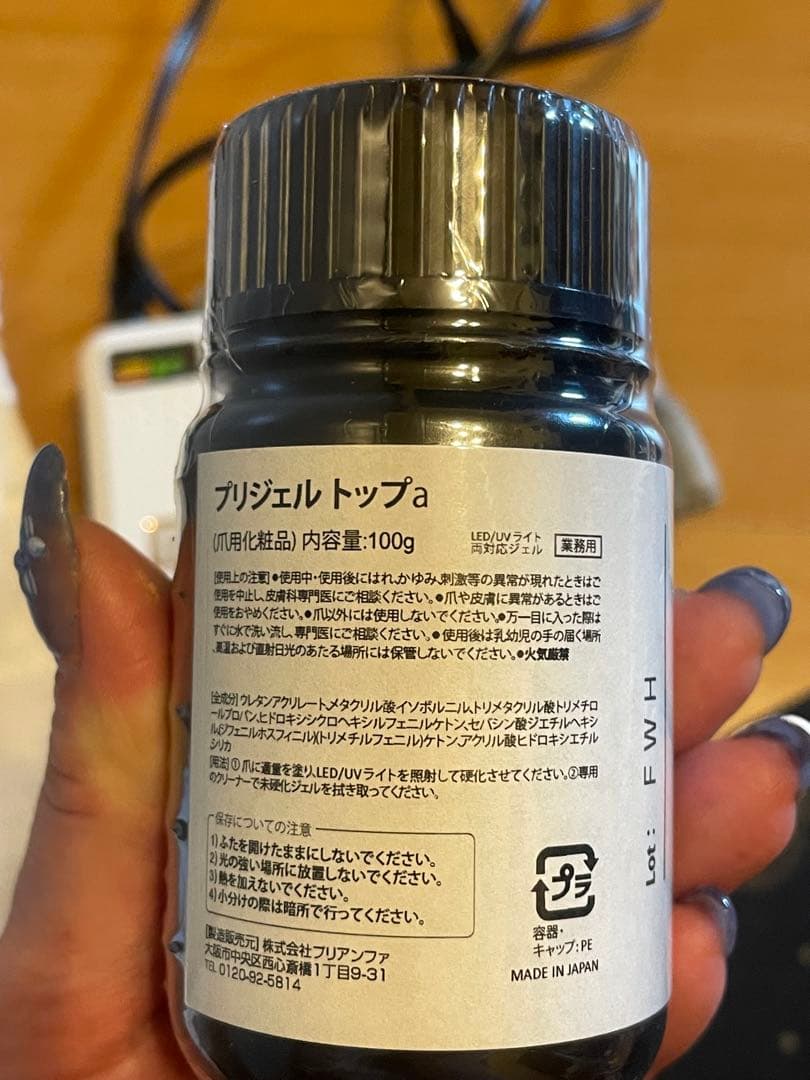 プリジェル トップa
(爪用化粧品) 内容量:100g
LED/UVライト
両対応ジェル
業務用
[使用上の注意] ●使用中・使用後にはれ、かゆみ、刺激等の異常が現れたときはご
使用を中止し、皮膚科専門医にご相談ください。●爪や皮膚に異常があるときはご
使用をおやめください。●爪以外には使用しないでください。●万一目に入った際は
すぐに水で洗い流し、専門医にご相談ください。●使用後は乳幼児の手の届く場所
、高温および直射日光のあたる場所には保管しないでください。●火気厳禁
[全成分] ウレタンアクリレート、メタクリル酸イソボルニル、トリメタクリル酸トリメチロ
ールプロパン、ヒドロキシシクロヘキシルフェニルケトン、セバシン酸ジエチルヘキシ
ル、(ジフェニルホスフィニル)(トリメチルフェニル)ケトン、アクリル酸ヒドロキシエチル
シリカ
[用法] ① 爪に適量を塗り、LED/UVライトを照射して硬化させてください。②専用
のクリーナーで未硬化ジェルを拭き取ってください。
保存についての注意
1) ふたを開けたままにしないでください。
2) 光の強い場所に放置しないでください。
3) 熱を加えないでください。
4) 小分けの際は暗所で行ってください。
[製造販売元] 株式会社プリアンファ
大阪市中央区西心斎橋1丁目9-31
TEL 0120-92-5814
プラ
容器・
キャップ:PE
MADE IN JAPAN
Lot: FWH